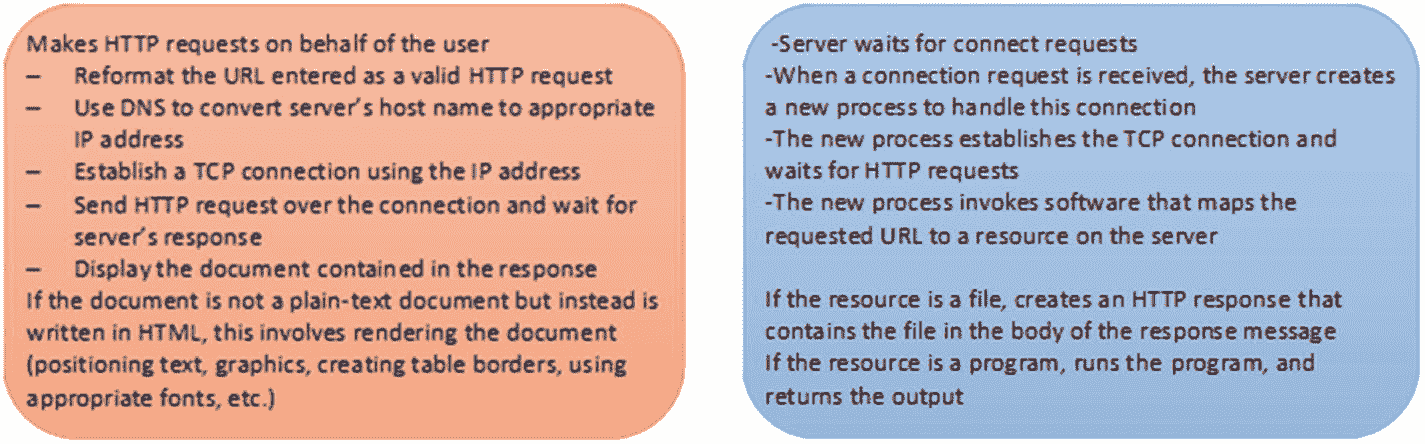 Makes HTTP requests on behalf of the user
– Reformat the URL entered as a valid HTTP request
– Use DNS to convert server's host name to appropriate
IP address
– Establish a TCP connection using the IP address
– Send HTTP request over the connection and wait for
server's response
– Display the document contained in the response
If the document is not a plain-text document but instead is
written in HTML, this involves rendering the document
(positioning text, graphics, creating table borders, using
appropriate fonts, etc.)
-Server waits for connect requests
-When a connection request is received, the server creates
a new process to handle this connection
-The new process establishes the TCP connection and
waits for HTTP requests
-The new process invokes software that maps the
requested URL to a resource on the server
If the resource is a file, creates an HTTP response that
contains the file in the body of the response message
If the resource is a program, runs the program, and
returns the output